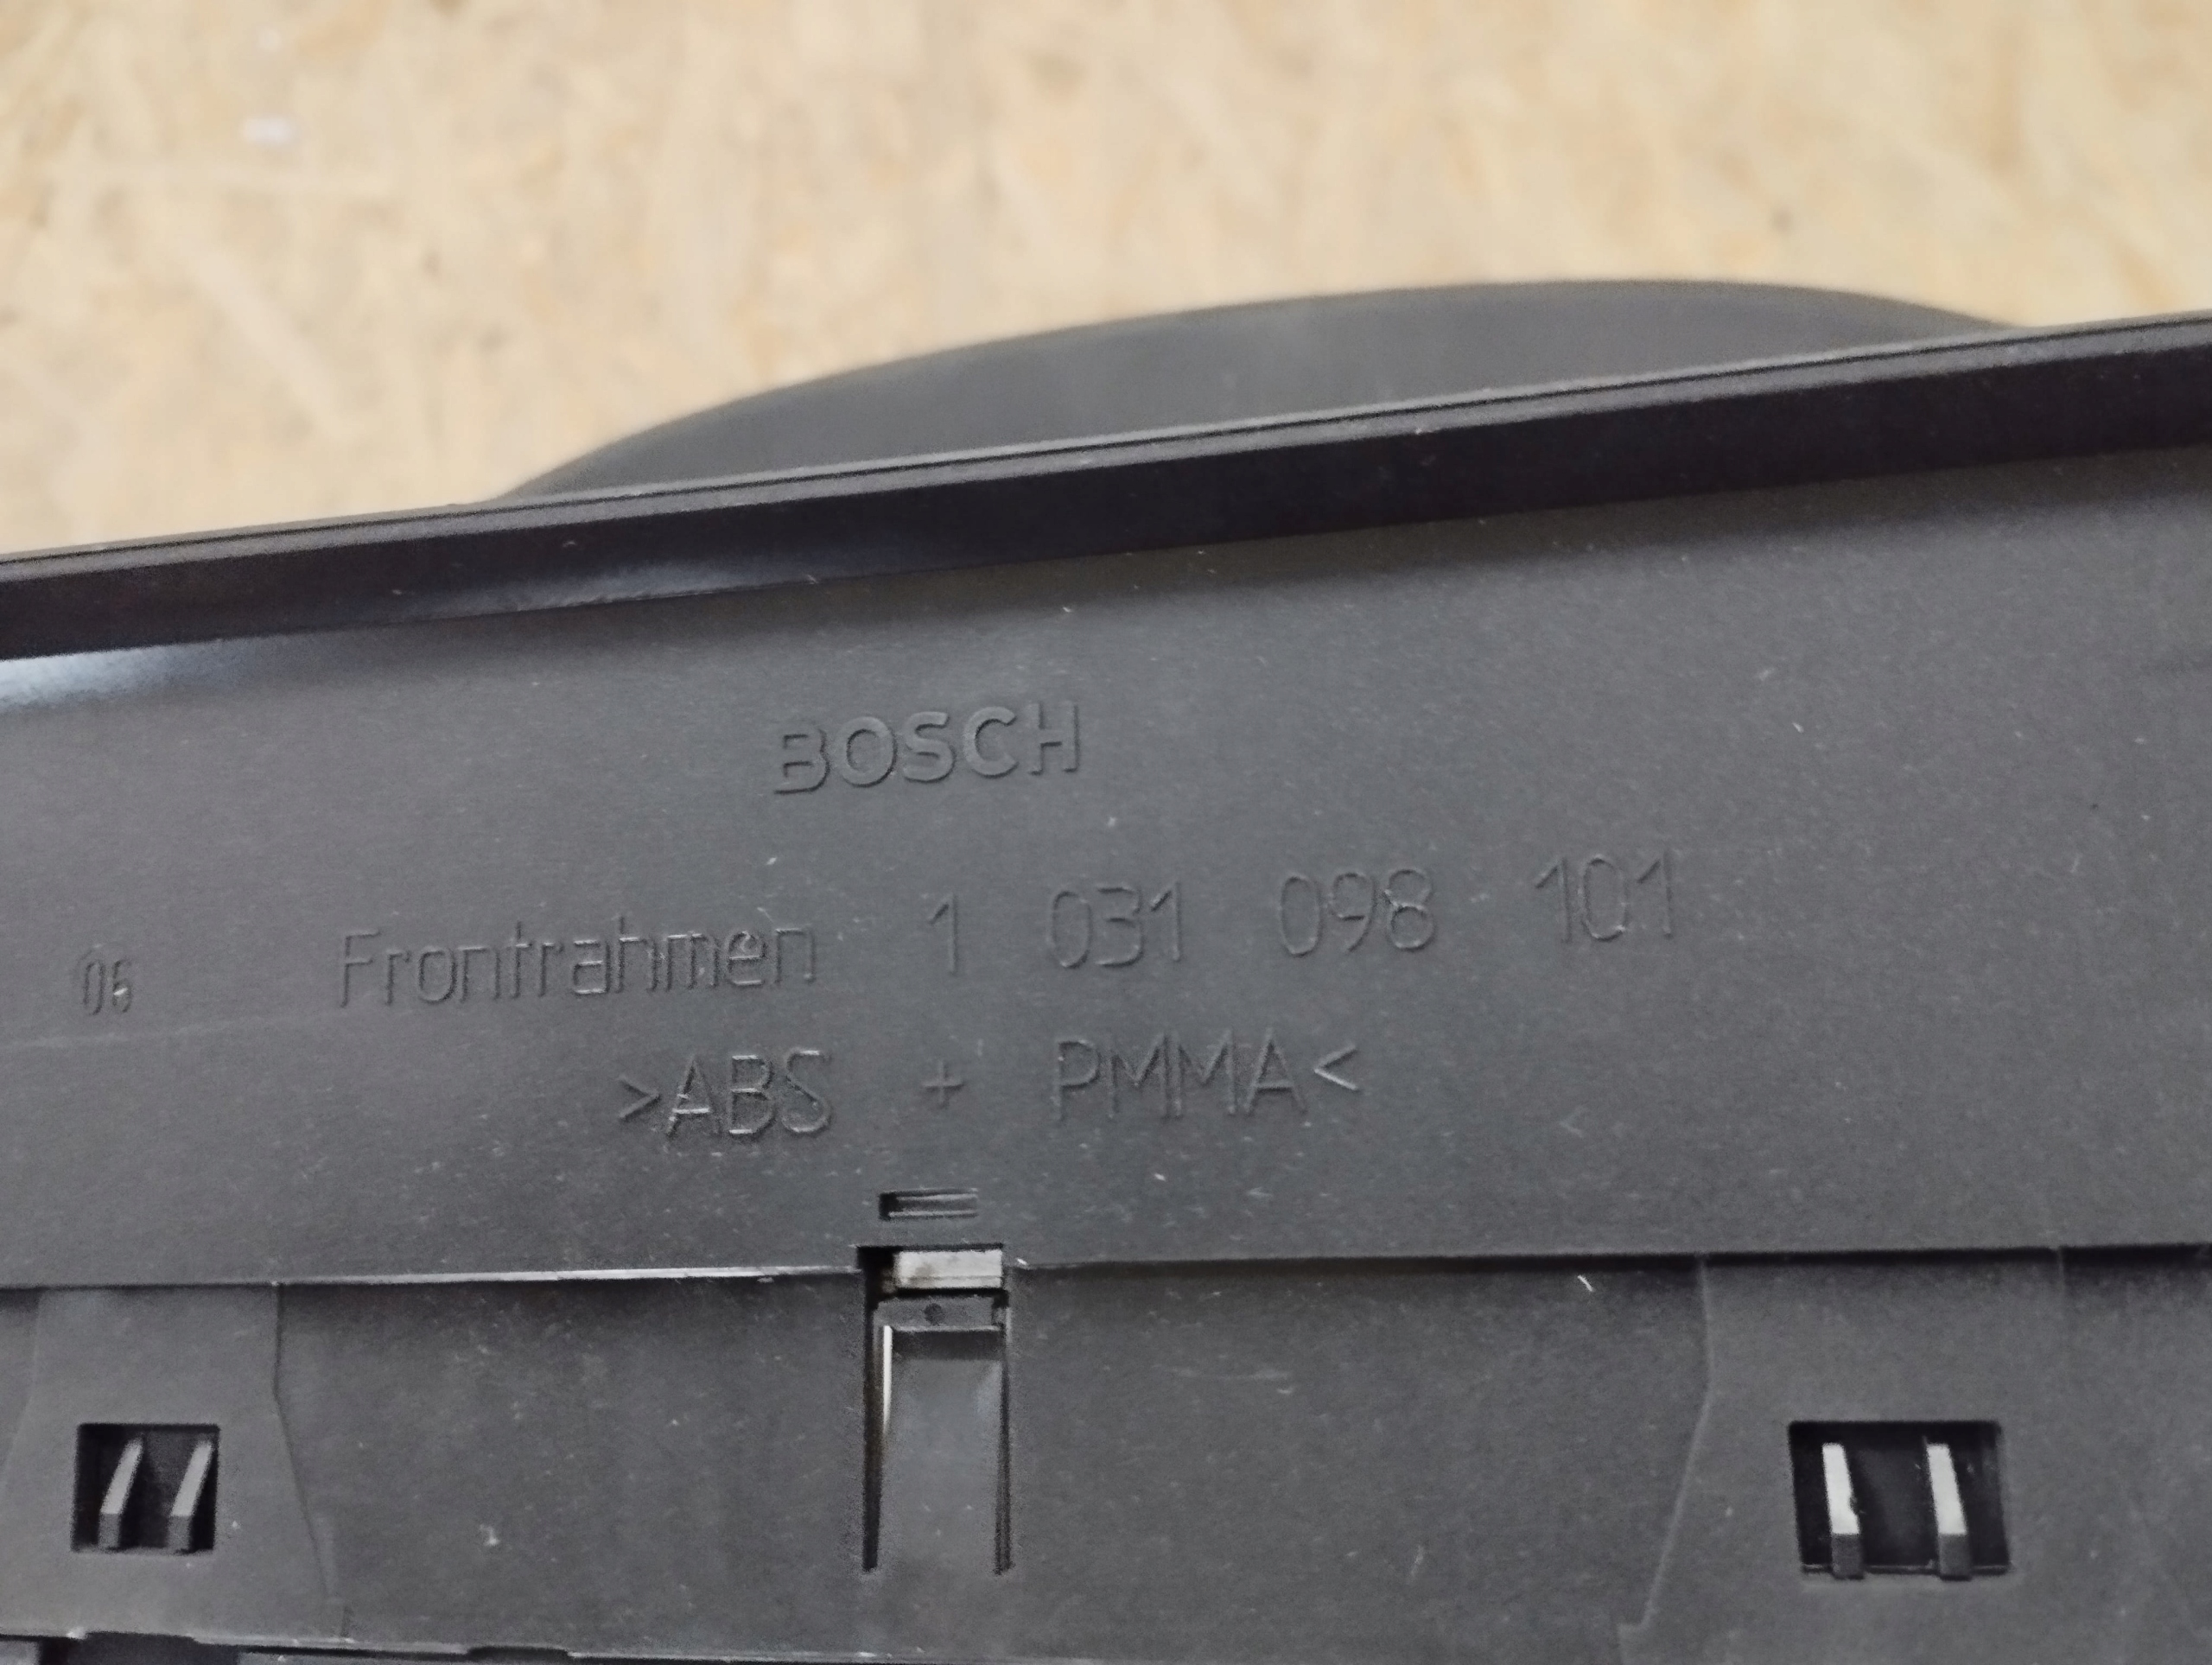 BOSCH
06 Frontrahmen 1 031 098 101
>ABS + PMMA<